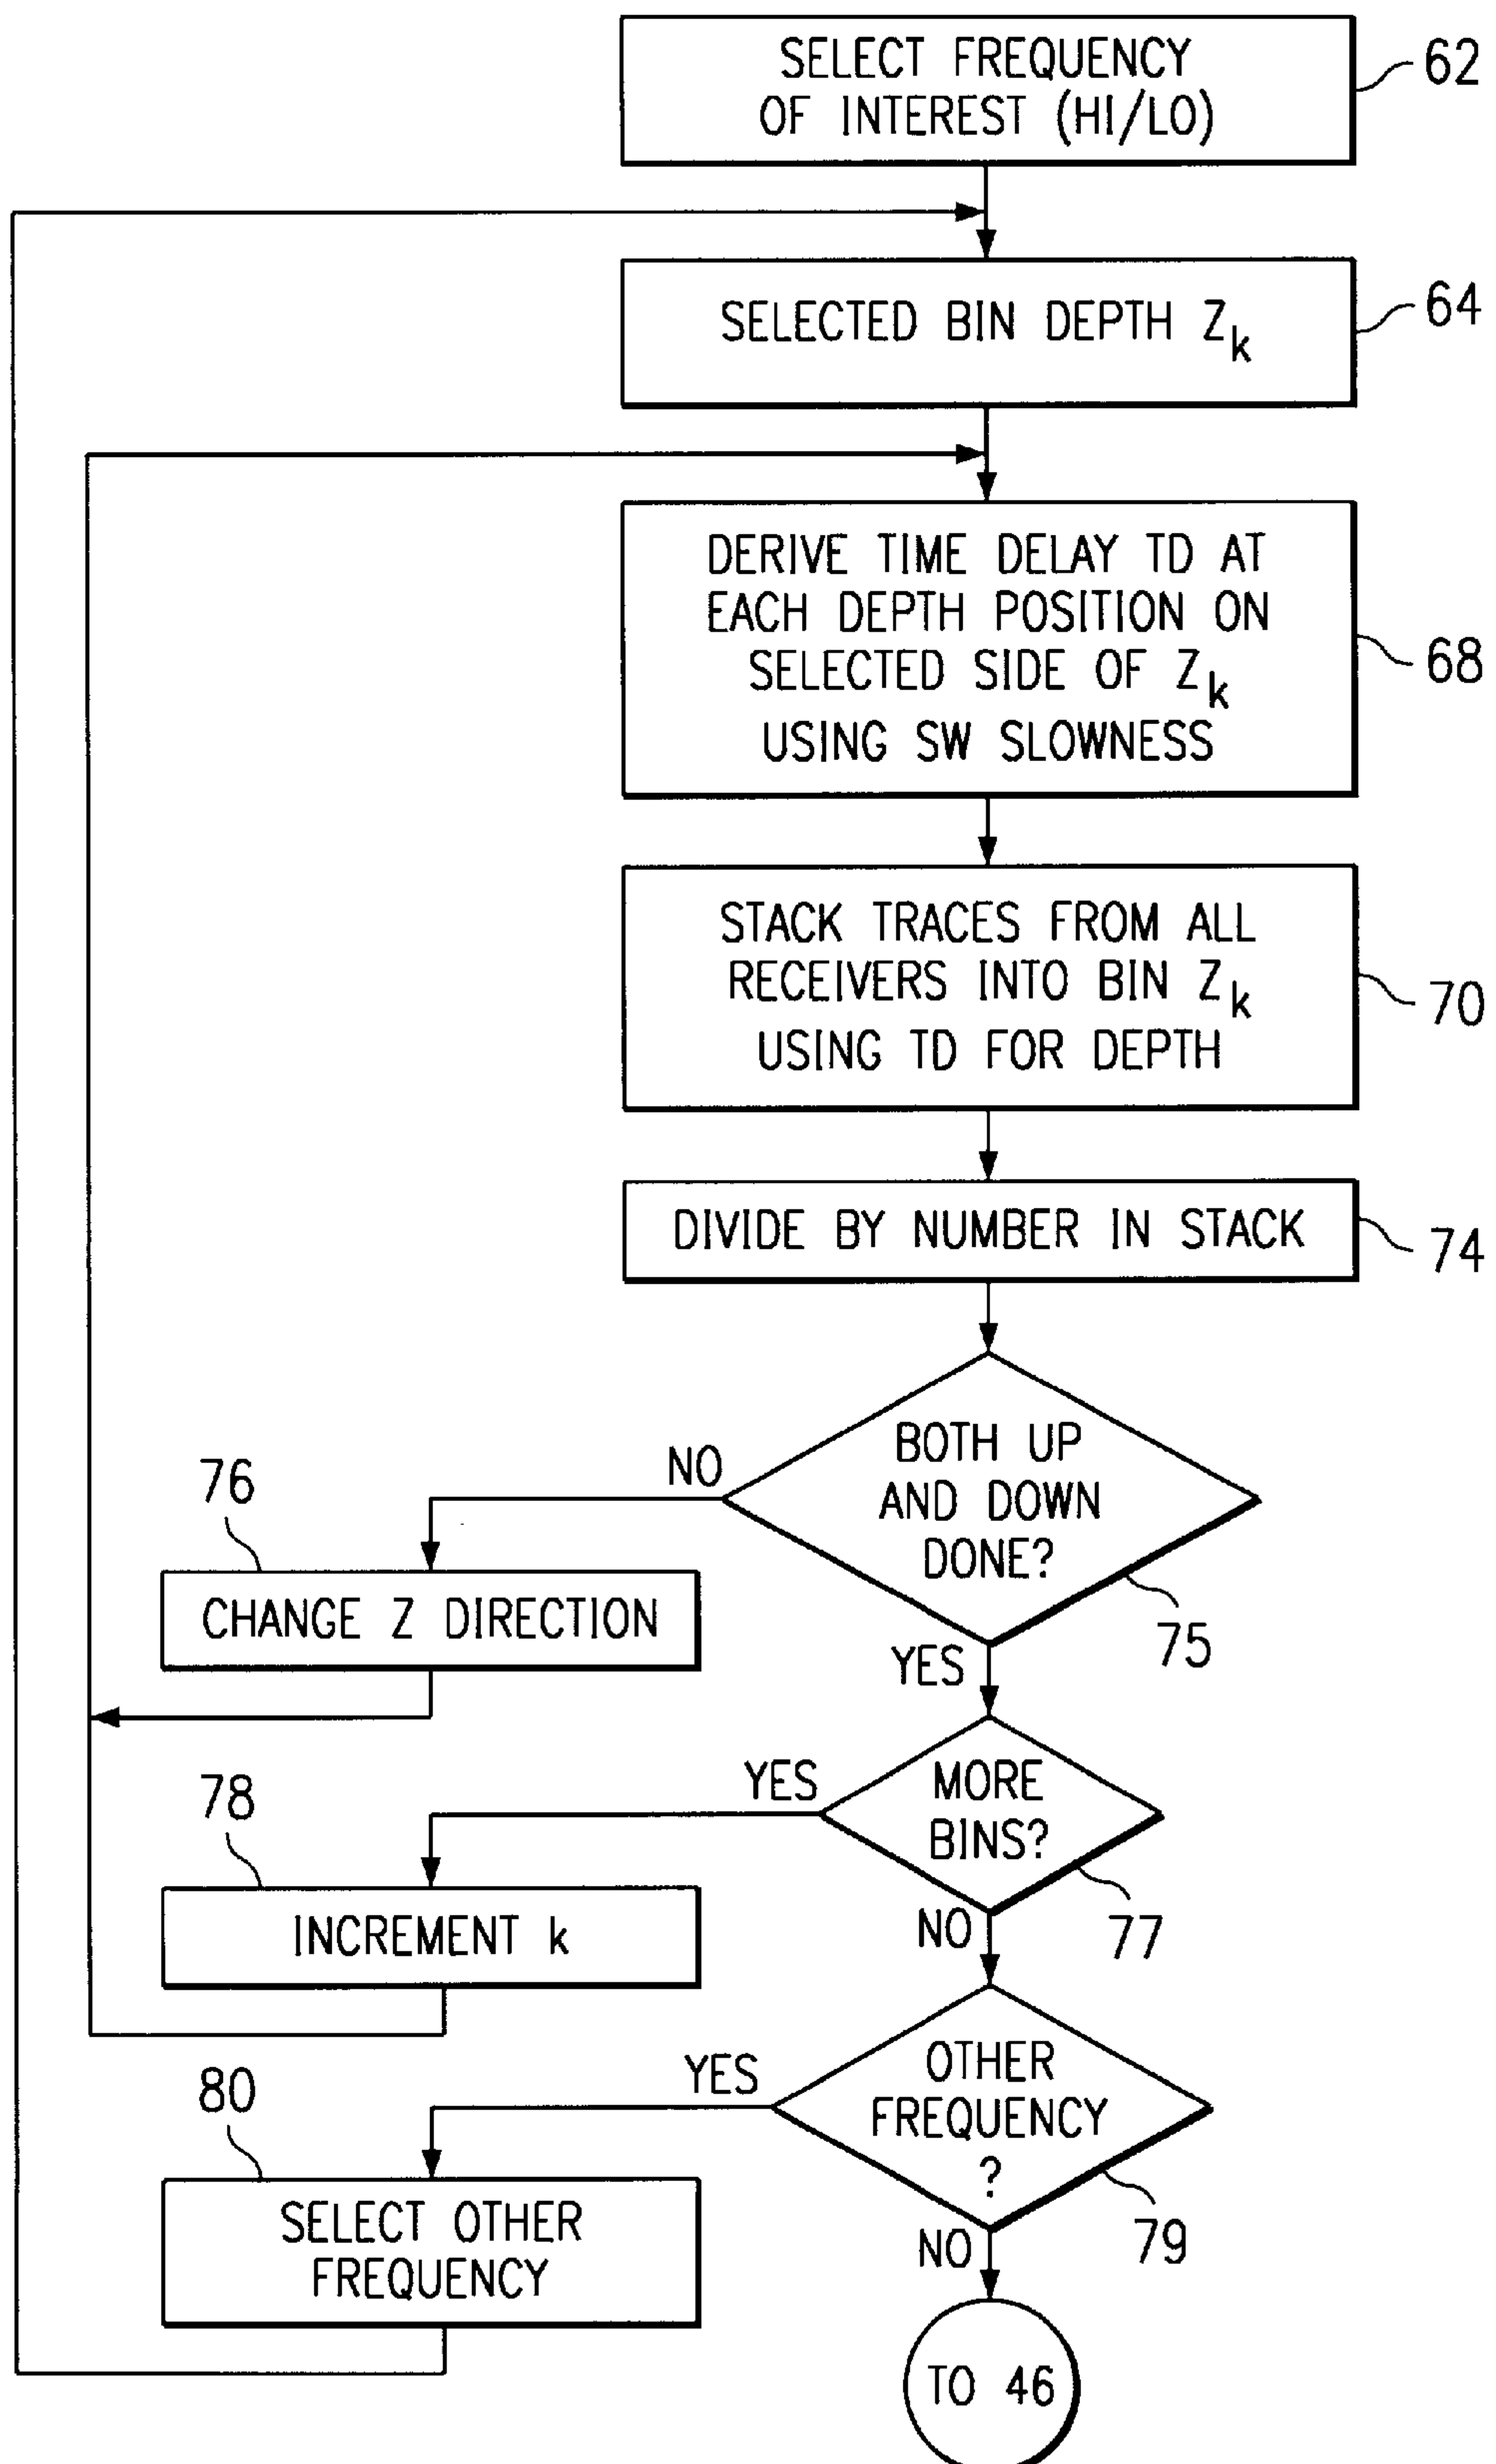 SELECT FREQUENCY
OF INTEREST (HI/LO)
62
SELECTED BIN DEPTH Zk
64
DERIVE TIME DELAY TD AT
EACH DEPTH POSITION ON
SELECTED SIDE OF Zk
USING SW SLOWNESS
68
STACK TRACES FROM ALL
RECEIVERS INTO BIN Zk
USING TD FOR DEPTH
70
DIVIDE BY NUMBER IN STACK
74
BOTH UP
AND DOWN
DONE?
75
NO
76
CHANGE Z DIRECTION
YES
MORE
BINS?
77
YES
78
INCREMENT k
NO
OTHER
FREQUENCY
?
79
YES
80
SELECT OTHER
FREQUENCY
NO
TO 46